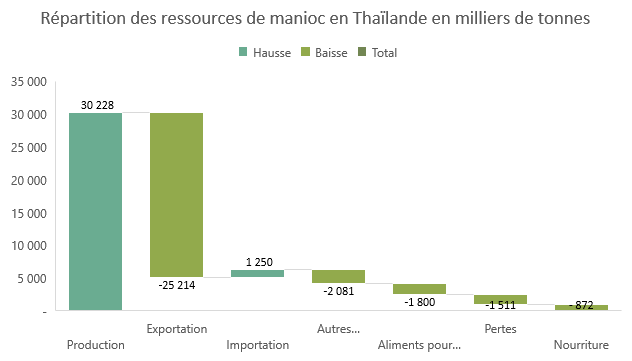 Répartition des ressources de manioc en Thaïlande en milliers de tonnes
Hausse Baisse Total
35 000
30 000
25 000
20 000
15 000
10 000
5 000
-
30 228
-25 214
1 250
-2 081
-1 800
-1 511
- 872
Production
Exportation
Importation
Autres...
Aliments pour...
Pertes
Nourriture